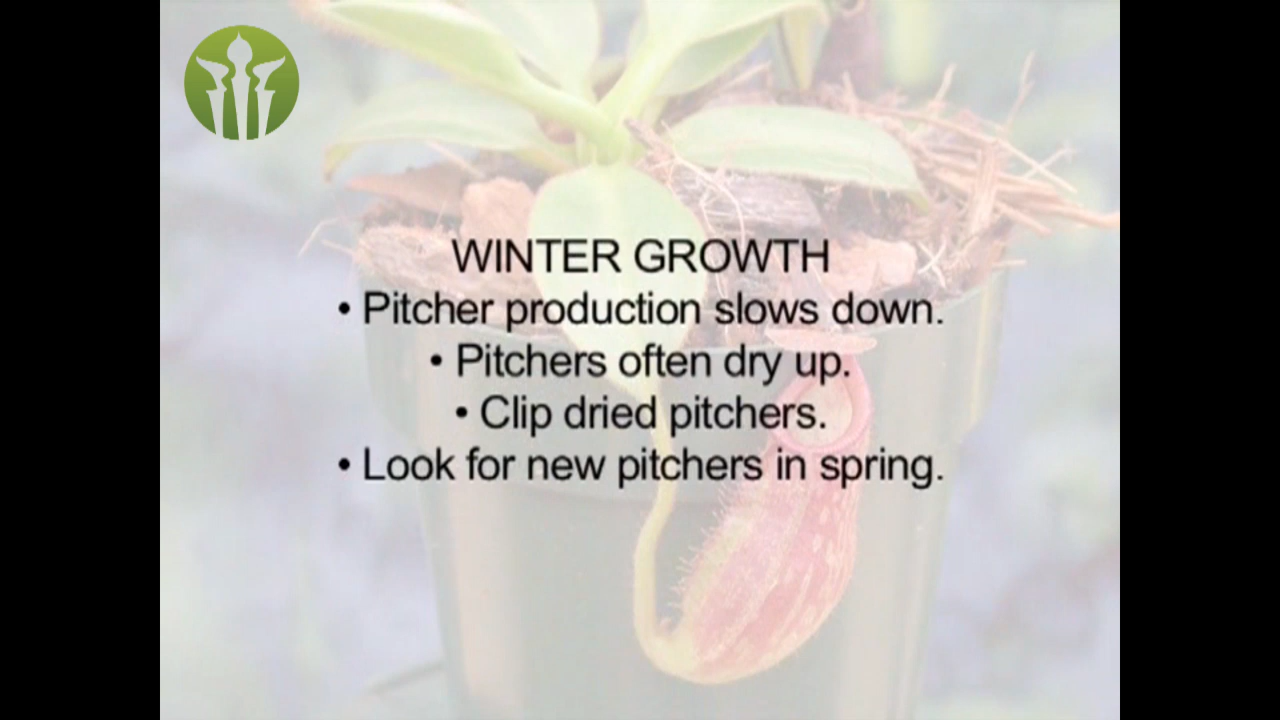 WINTER GROWTH
• Pitcher production slows down.
• Pitchers often dry up.
• Clip dried pitchers.
• Look for new pitchers in spring.